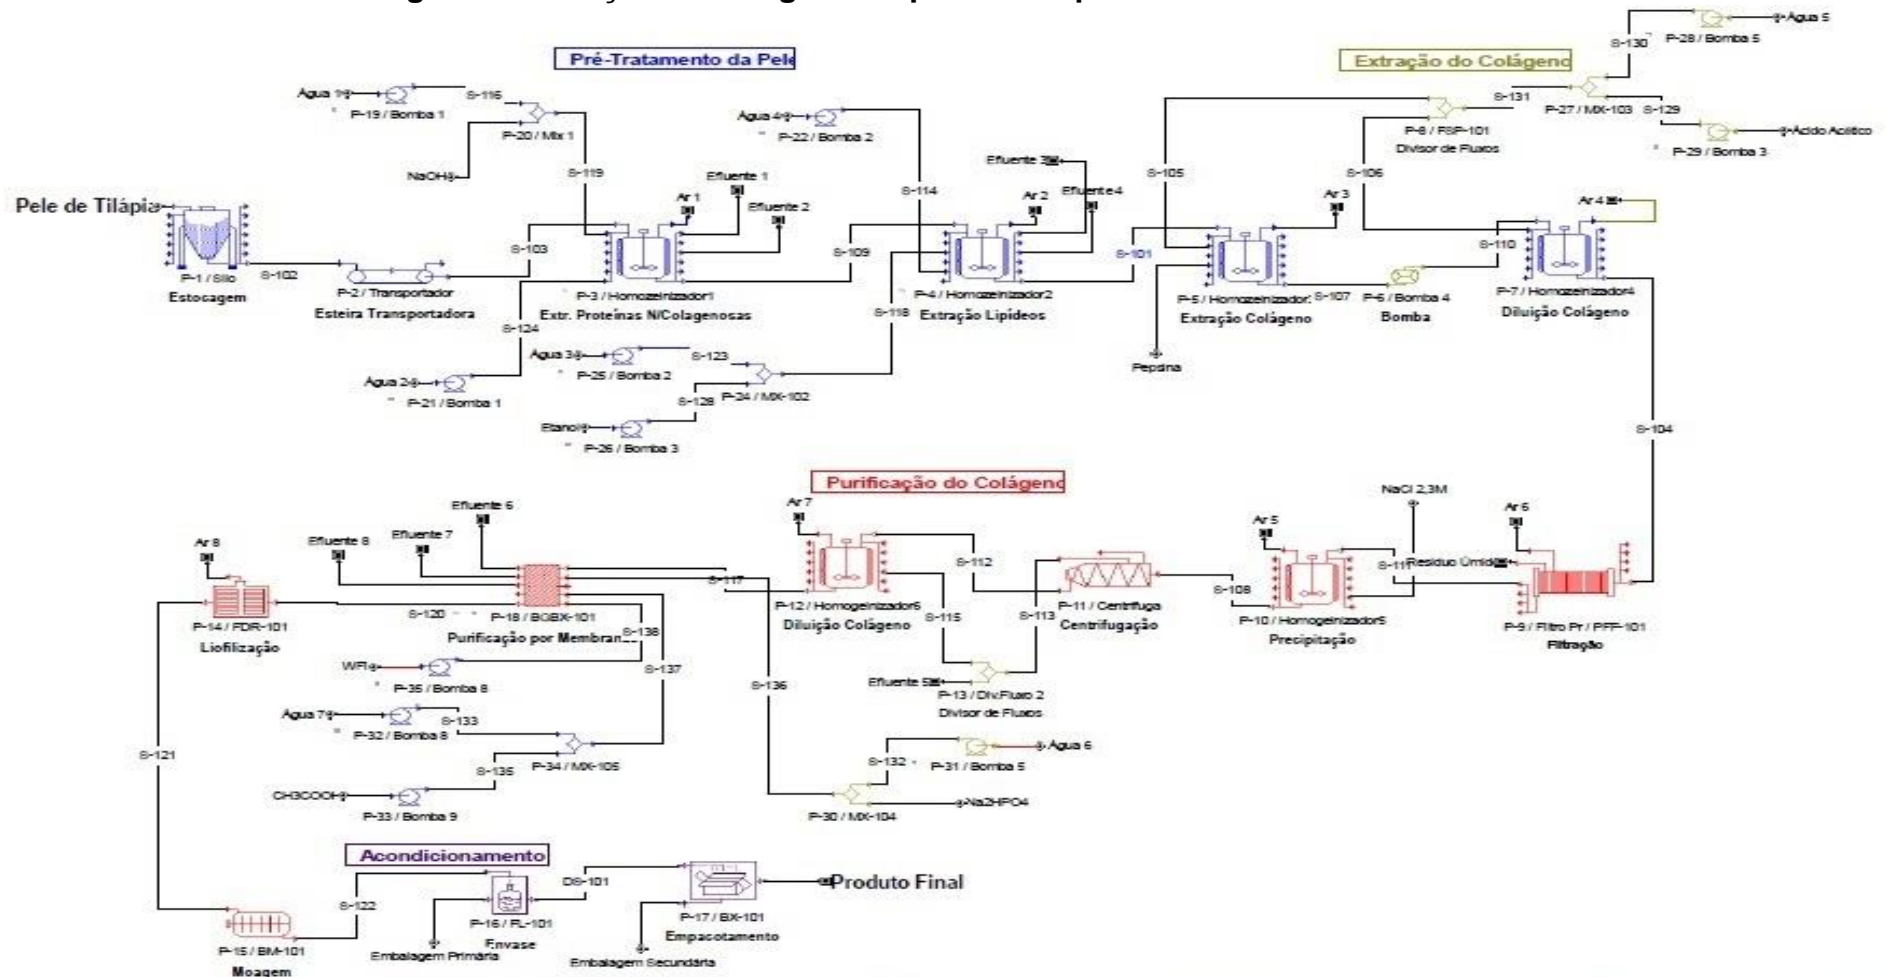 Pré-Tratamento da Pele
Extração do Colágeno
Água 5
P-28 / Bomba 5
S-130
S-131
P-27 / MX-103
S-129
Ácido Acético
P-29 / Bomba 3
P-8 / FSP-101
Divisor de Fluxos
Água 1
P-19 / Bomba 1
S-116
P-20 / Mix 1
NaOH
S-119
Água 4
P-22 / Bomba 2
S-114
Efluente 3
S-105
S-106
Pele de Tilápia
P-1 / Silo
Estocagem
S-102
P-2 / Transportador
Esteira Transportadora
S-103
Ar 1
Efluente 1
Efluente 2
P-3 / Homozeinizador1
Extr. Proteínas N/Colagenosas
S-109
Ar 2
Efluente4
P-4 / Homozeinizador2
Extração Lipídeos
S-101
Ar 3
P-5 / Homozeinizador
Extração Colágeno
S-107
P-6 / Bomba 4
Bomba
S-110
Ar 4
P-7 / Homozeinizador4
Diluição Colágeno
S-124
S-118
Água 3
P-25 / Bomba 2
S-123
Água 2
P-21 / Bomba 1
S-128
P-24 / MX-102
Etanol
P-26 / Bomba 3
Pepsina
S-104
Purificação do Colágeno
NaCl 2,3M
Efluente 6
Ar 7
Ar 5
Ar 6
Efluente 7
Efluente 8
Ar 8
S-112
Resíduo Úmido
S-117
S-108
P-14 / FDR-101
Liofilização
S-120
P-18 / BGBX-101
Purificação por Membran
S-138
P-12 / Homogeinizador6
Diluição Colágeno
S-115
S-113
P-11 / Centrífuga
Centrifugação
P-10 / Homogeinizador5
Precipitação
P-9 / Filtro Pr / PFF-101
Filtração
WFI
P-35 / Bomba 8
S-137
S-136
Efluente 5
P-13 / Div.Fluxo 2
Divisor de Fluxos
Água 7
S-133
P-32 / Bomba 8
P-34 / MX-105
S-135
CH3COOH
P-33 / Bomba 9
S-121
S-132
Água 6
P-31 / Bomba 5
Na2HPO4
P-30 / MX-104
Acondicionamento
DS-101
Produto Final
S-122
P-16 / FL-101
Envase
P-17 / BX-101
Empacotamento
P-15 / BM-101
Moagem
Embalagem Primária
Embalagem Secundária